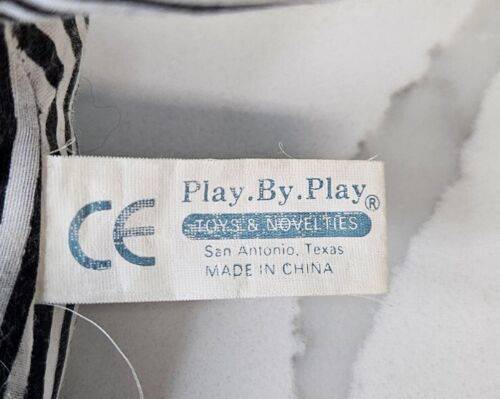 CE
Play.By.Play®
TOYS & NOVELTIES
San Antonio, Texas
MADE IN CHINA